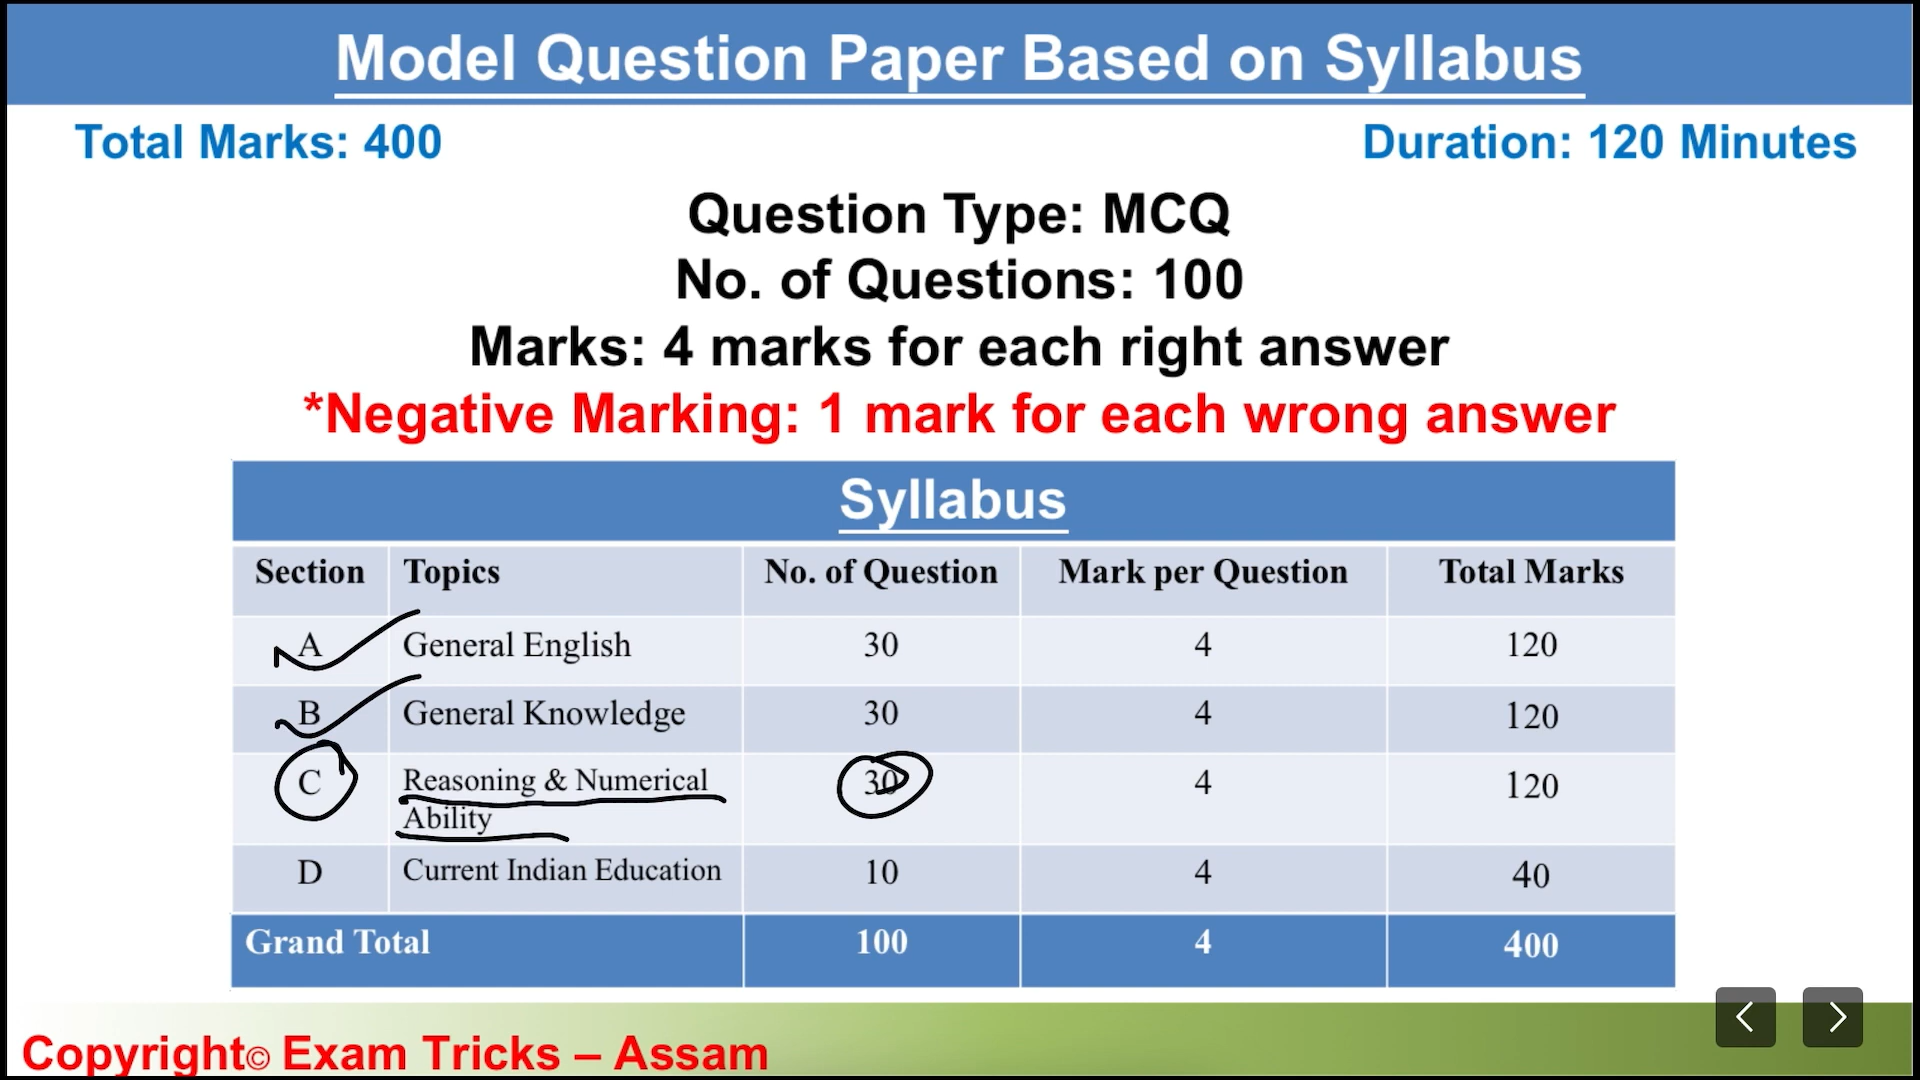 Model Question Paper Based on Syllabus
Total Marks: 400 Duration: 120 Minutes
Question Type: MCQ
No. of Questions: 100
Marks: 4 marks for each right answer
*Negative Marking: 1 mark for each wrong answer
Syllabus
Section Topics No. of Question Mark per Question Total Marks
A General English 30 4 120
B General Knowledge 30 4 120
C Reasoning & Numerical 30 4 120
Ability
D Current Indian Education 10 4 40
Grand Total 100 4 400
Copyright© Exam Tricks – Assam